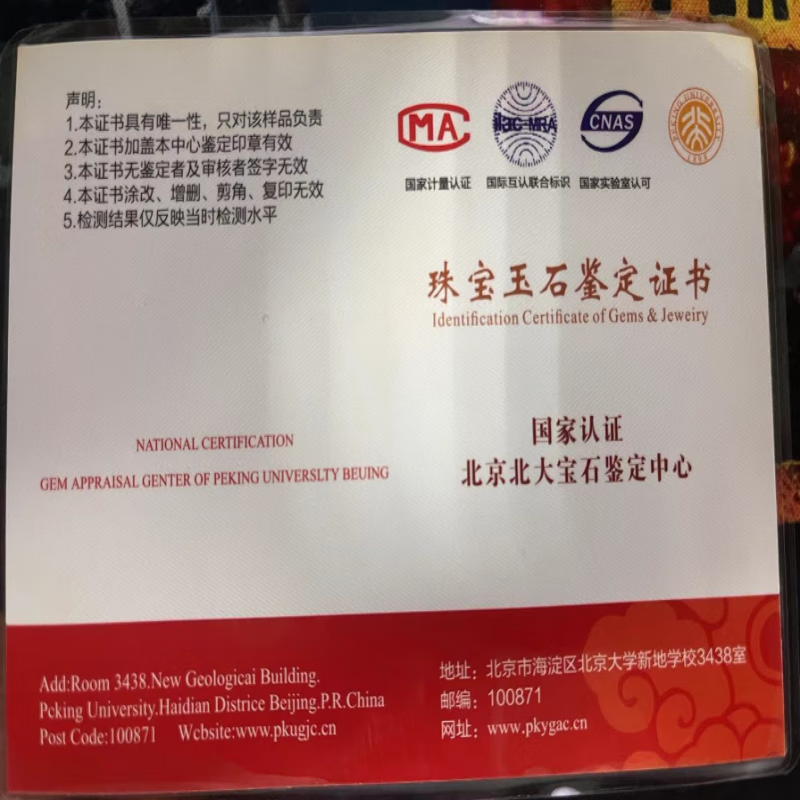 声明：
1.本证书具有唯一性，只对该样品负责
2.本证书加盖本中心鉴定印章有效
3.本证书无鉴定者及审核者签字无效
4.本证书涂改、增删、剪角、复印无效
5.检测结果仅反映当时检测水平
MA
ilac-MRA
CNAS
PEKING UNIVERSITY
1898
国家计量认证
国际互认联合标识
国家实验室认可
珠宝玉石鉴定证书
Identification Certificate of Gems & Jeweiry
NATIONAL CERTIFICATION
GEM APPRAISAL GENTER OF PEKING UNIVERSLTY BEUING
国家认证
北京北大宝石鉴定中心
Add:Room 3438.New Geologicai Building.
Pcking University.Haidian Districe Beijing.P.R.China
Post Code:100871 Wcbsite:www.pkugjc.cn
地址：北京市海淀区北京大学新地学校3438室
邮编：100871
网址：www.pkygac.cn